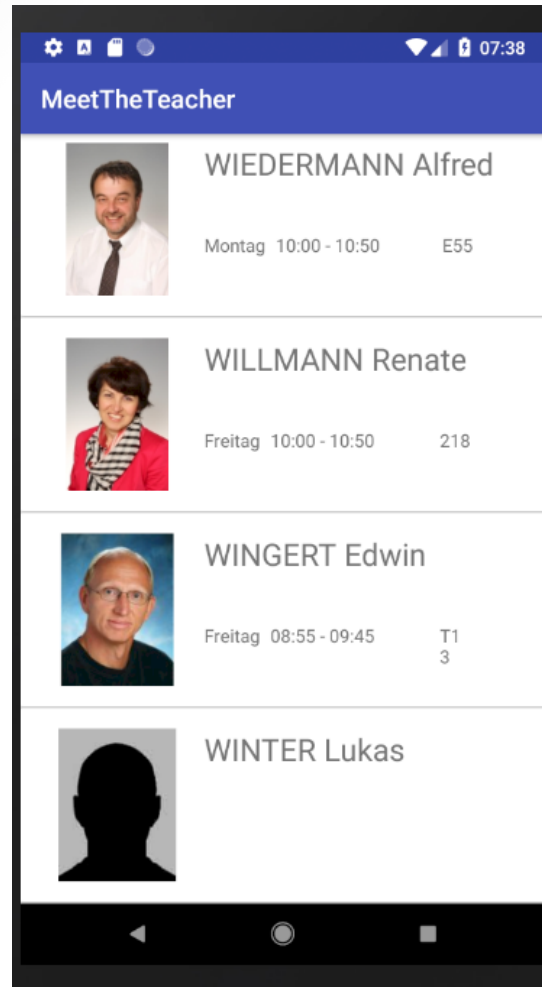 07:38
MeetTheTeacher
WIEDERMANN Alfred
Montag 10:00 - 10:50 E55
WILLMANN Renate
Freitag 10:00 - 10:50 218
WINGERT Edwin
Freitag 08:55 - 09:45 T1
3
WINTER Lukas